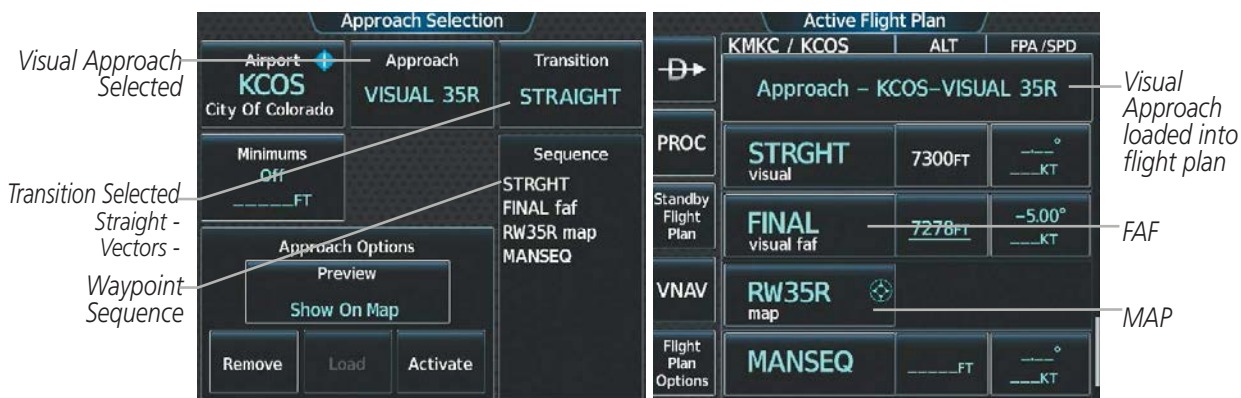 Visual Approach
Selected
Transition Selected
Straight -
Vectors -
Waypoint
Sequence
Approach Selection
Airport
KCOS
City Of Colorado
Approach
VISUAL 35R
Transition
STRAIGHT
Minimums
Off
_____FT
Sequence
STRGHT
FINAL faf
RW35R map
MANSEQ
Approach Options
Preview
Show On Map
Remove
Load
Activate
Active Flight Plan
KMKC / KCOS
ALT
FPA/SPD
D
PROC
Standby
Flight
Plan
VNAV
Flight
Plan
Options
Approach – KCOS–VISUAL 35R
STRGHT
visual
7300FT
_.__°
___KT
FINAL
visual faf
7278FT
-5.00°
___KT
RW35R
map
MANSEQ
_____FT
_.__°
___KT
Visual
Approach
loaded into
flight plan
FAF
MAP